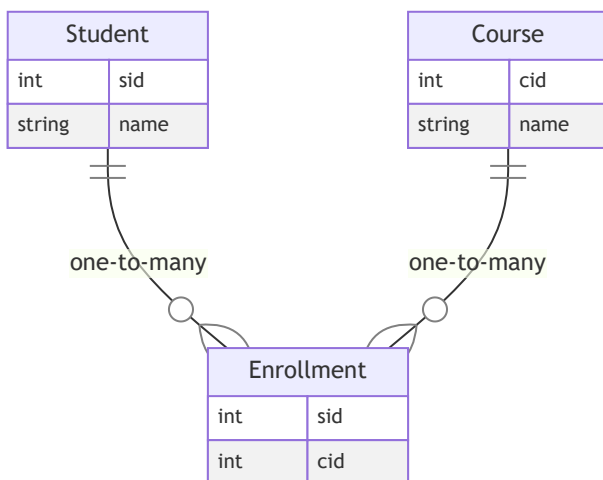 Student
int sid
string name
Course
int cid
string name
one-to-many
one-to-many
Enrollment
int sid
int cid